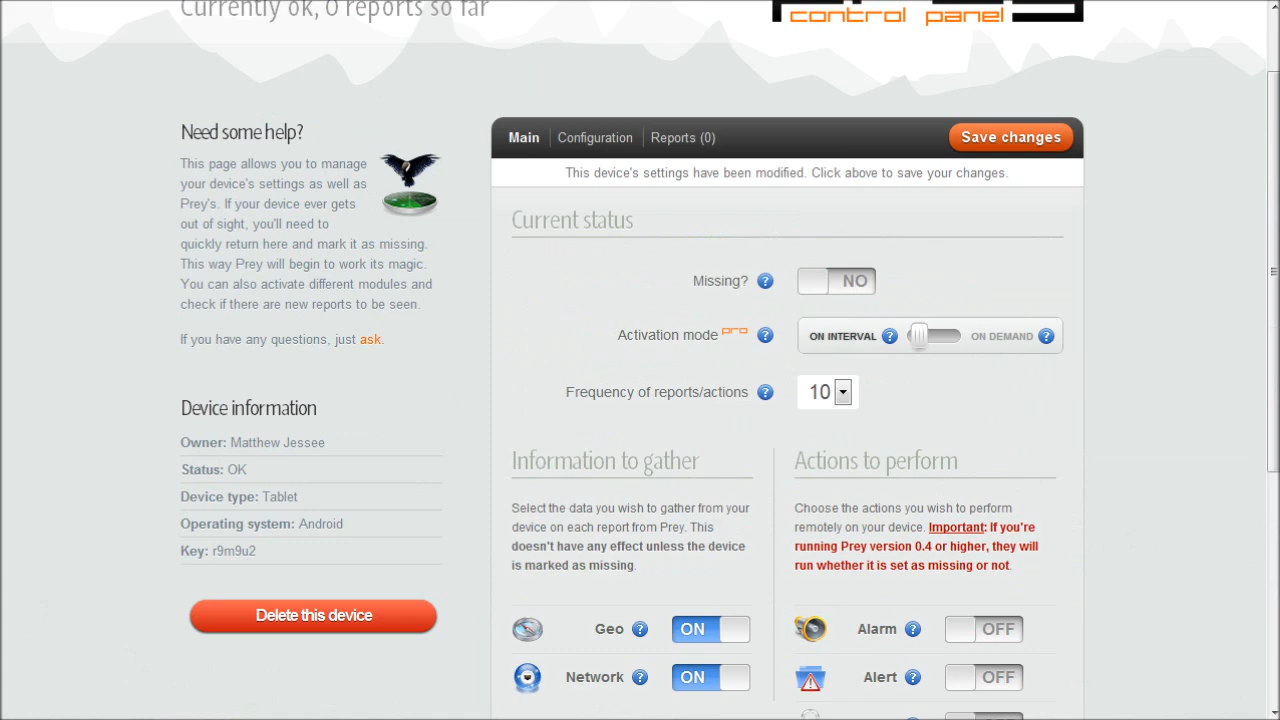 Currently ok, 0 reports so far
control panel
Need some help?
This page allows you to manage
your device's settings as well as
Prey's. If your device ever gets
out of sight, you'll need to
quickly return here and mark it as missing.
This way Prey will begin to work its magic.
You can also activate different modules and
check if there are new reports to be seen.
If you have any questions, just ask.
Device information
Owner: Matthew Jessee
Status: OK
Device type: Tablet
Operating system: Android
Key: r9m9u2
Delete this device
Main Configuration Reports (0) Save changes
This device's settings have been modified. Click above to save your changes.
Current status
Missing? ? NO
Activation mode pro ? ON INTERVAL ? ON DEMAND ?
Frequency of reports/actions ? 10
Information to gather
Select the data you wish to gather from your
device on each report from Prey. This
doesn't have any effect unless the device
is marked as missing.
Geo ? ON
Network ? ON
Actions to perform
Choose the actions you wish to perform
remotely on your device. Important: If you're
running Prey version 0.4 or higher, they will
run whether it is set as missing or not.
Alarm ? OFF
Alert ? OFF